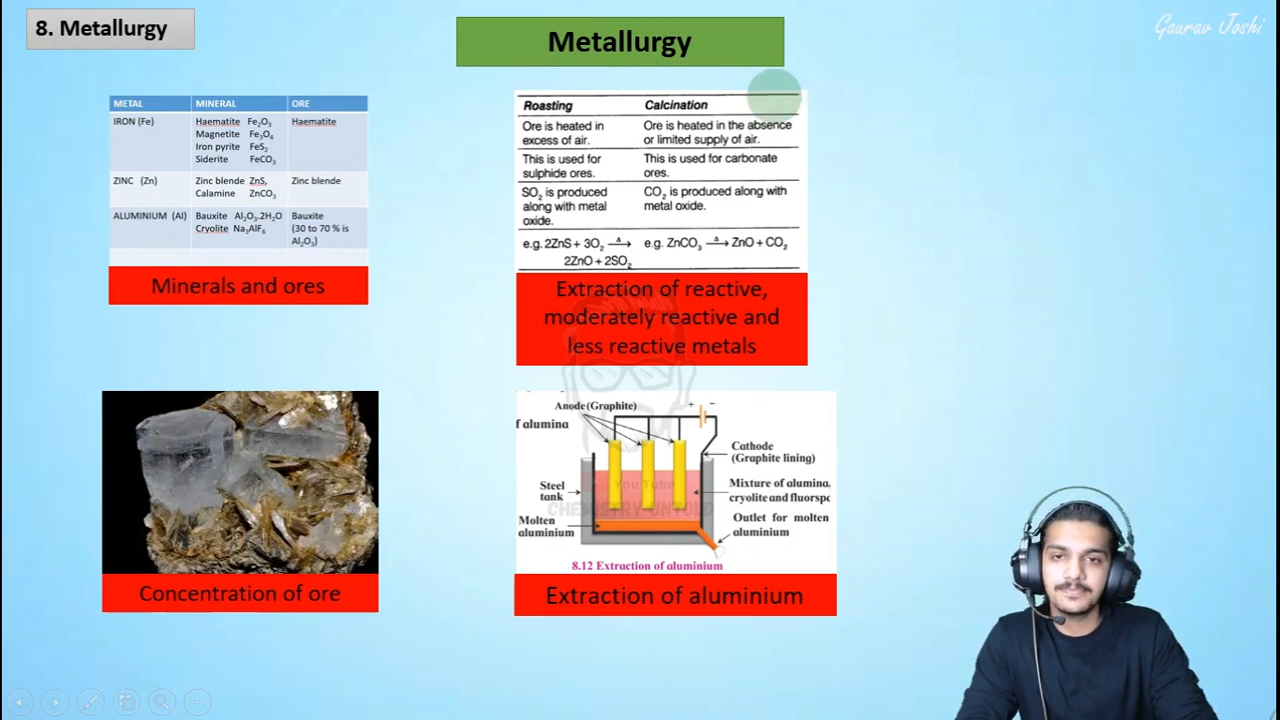 8. Metallurgy
Metallurgy
Gaurav Joshi
METAL MINERAL ORE
IRON (Fe) Haematite Fe₂O₃ Haematite
Magnetite Fe₃O₄
Iron pyrite FeS₂
Siderite FeCO₃
ZINC (Zn) Zinc blende ZnS, Zinc blende
Calamine ZnCO₃
ALUMINIUM (Al) Bauxite Al₂O₃.2H₂O Bauxite
Cryolite Na₃AlF₆ (30 to 70 % is
Al₂O₃)
Minerals and ores
Roasting Calcination
Ore is heated in Ore is heated in the absence
excess of air. or limited supply of air.
This is used for This is used for carbonate
sulphide ores. ores.
SO₂ is produced CO₂ is produced along with
along with metal metal oxide.
oxide.
e.g. 2ZnS + 3O₂ —Δ→ e.g. ZnCO₃ —Δ→ ZnO + CO₂
2ZnO + 2SO₂
Extraction of reactive,
moderately reactive and
less reactive metals
Concentration of ore
Anode (Graphite) + −
f alumina
Cathode
(Graphite lining)
Steel
tank
Mixture of alumina,
cryolite and fluorspc
You Tube
CHEMISTRY UNTOLD
Molten
aluminium
Outlet for molten
aluminium
8.12 Extraction of aluminium
Extraction of aluminium